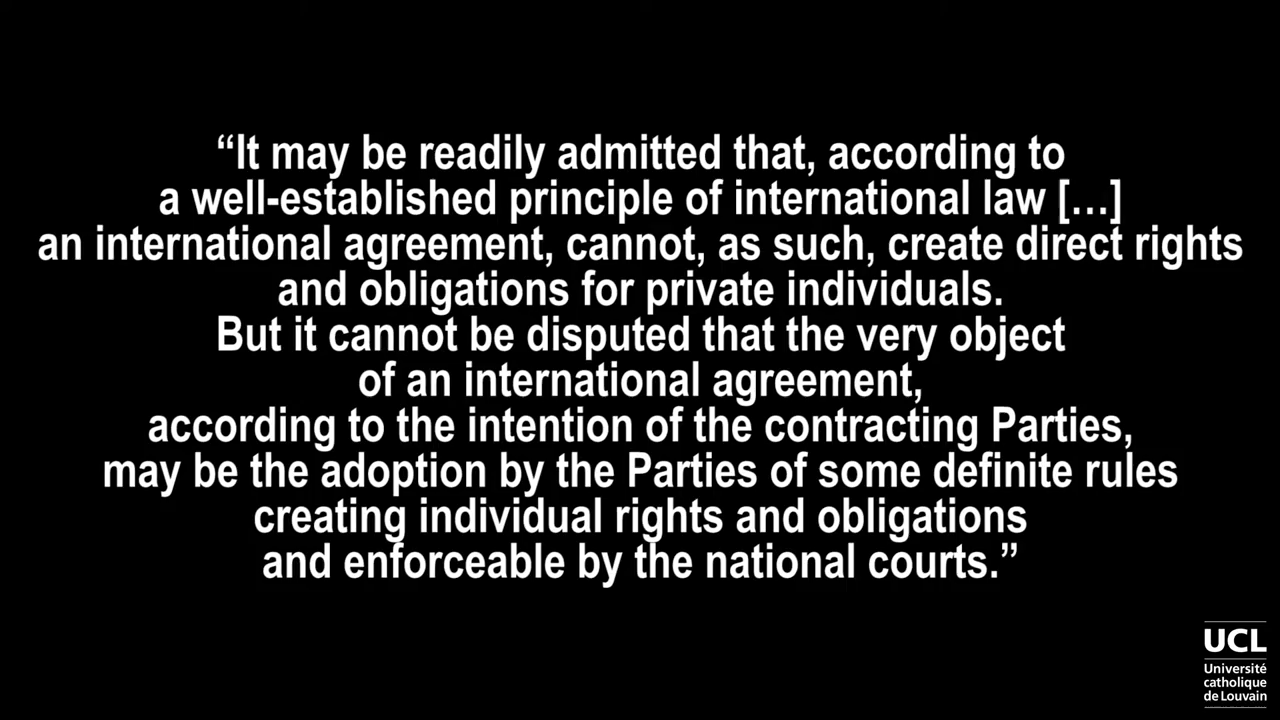 “It may be readily admitted that, according to
a well-established principle of international law […]
an international agreement, cannot, as such, create direct rights
and obligations for private individuals.
But it cannot be disputed that the very object
of an international agreement,
according to the intention of the contracting Parties,
may be the adoption by the Parties of some definite rules
creating individual rights and obligations
and enforceable by the national courts.”
UCL
Université
catholique
de Louvain